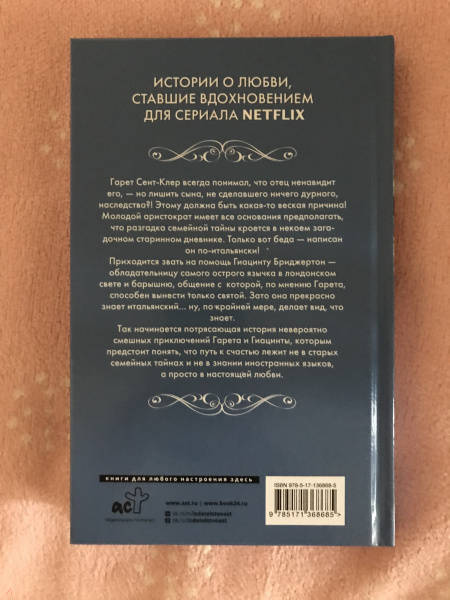 ИСТОРИИ О ЛЮБВИ,
СТАВШИЕ ВДОХНОВЕНИЕМ
ДЛЯ СЕРИАЛА NETFLIX
Гарет Сент-Клер всегда понимал, что отец ненавидит
его, — но лишить сына, не сделавшего ничего дурного,
наследства?! Этому должна быть какая-то веская причина!
Молодой аристократ имеет все основания предполагать,
что разгадка семейной тайны кроется в некоем зага-
дочном старинном дневнике. Только вот беда — написан
он по-итальянски!
Приходится звать на помощь Гиацинту Бриджертон —
обладательницу самого острого язычка в лондонском
свете и барышню, общение с которой, по мнению Гарета,
способен вынести только святой. Зато она прекрасно
знает итальянский... ну, по крайней мере, делает вид, что
знает.
Так начинается потрясающая история невероятно
смешных приключений Гарета и Гиацинты, которым
предстоит понять, что путь к счастью лежит не в старых
семейных тайнах и не в знании иностранных языков,
а просто в настоящей любви.
книги для любого настроения здесь
аст
www.ast.ru | www.book24.ru
ISBN 978-5-17-136868-5
9 785171 368685 >